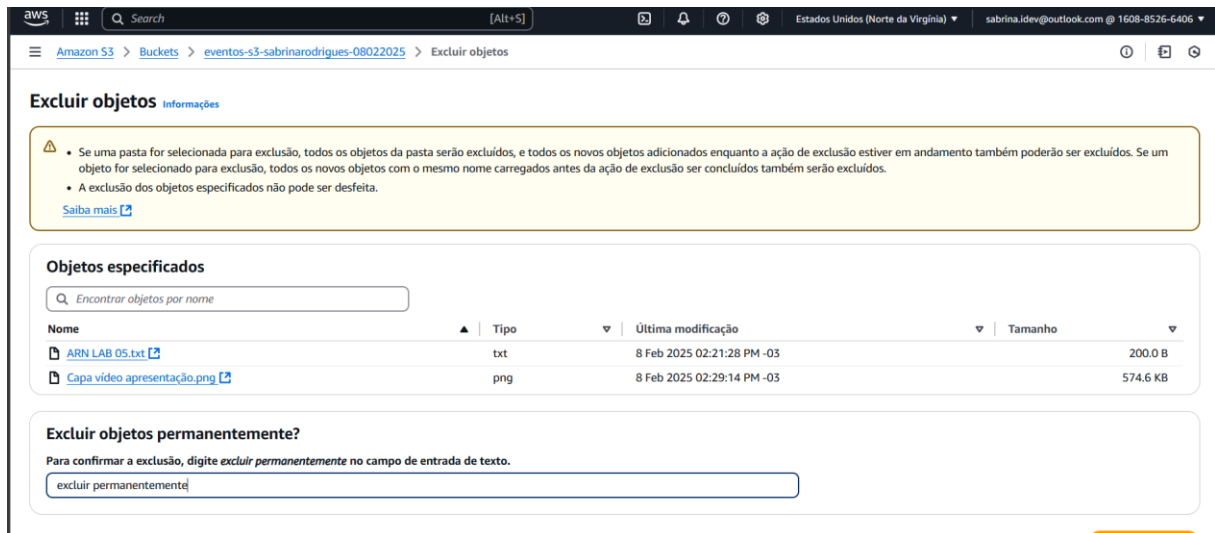 aws
Search
[Alt+S]
Estados Unidos (Norte da Virgínia)
sabrina.idev@outlook.com @ 1608-8526-6406
Amazon S3 > Buckets > eventos-s3-sabrinarodrigues-08022025 > Excluir objetos
Excluir objetos Informações
• Se uma pasta for selecionada para exclusão, todos os objetos da pasta serão excluídos, e todos os novos objetos adicionados enquanto a ação de exclusão estiver em andamento também poderão ser excluídos. Se um
objeto for selecionado para exclusão, todos os novos objetos com o mesmo nome carregados antes da ação de exclusão ser concluídos também serão excluídos.
• A exclusão dos objetos especificados não pode ser desfeita.
Saiba mais
Objetos especificados
Encontrar objetos por nome
Nome Tipo Última modificação Tamanho
ARN LAB 05.txt txt 8 Feb 2025 02:21:28 PM -03 200.0 B
Capa vídeo apresentação.png png 8 Feb 2025 02:29:14 PM -03 574.6 KB
Excluir objetos permanentemente?
Para confirmar a exclusão, digite excluir permanentemente no campo de entrada de texto.
excluir permanentemente